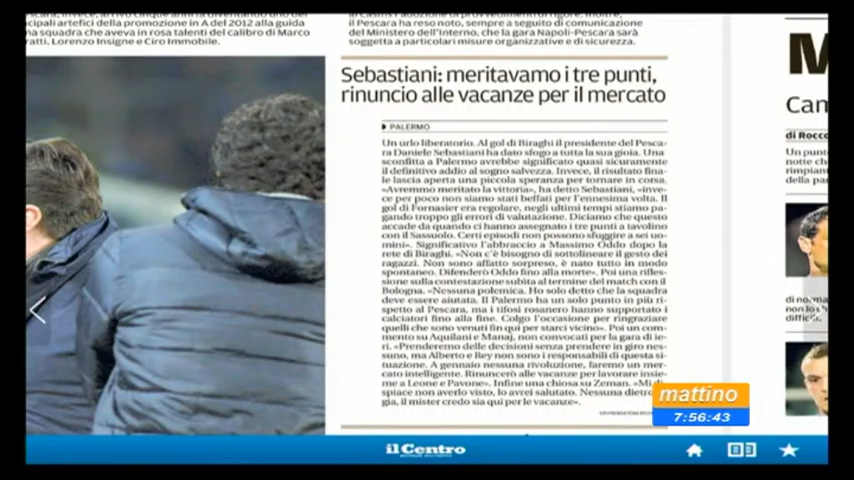 cipali artefici della promozione in A del 2012 alla guida
una squadra che aveva in rosa talenti del calibro di Marco
ratti, Lorenzo Insigne e Ciro Immobile.
il Pescara ha reso noto, sempre a seguito di comunicazione
del Ministero dell'Interno, che la gara Napoli-Pescara sarà
soggetta a particolari misure organizzative e di sicurezza.
Sebastiani: meritavamo i tre punti,
rinuncio alle vacanze per il mercato
PALERMO
Un urlo liberatorio. Al gol di Biraghi il presidente del Pesca-
ra Daniele Sebastiani ha dato sfogo a tutta la sua gioia. Una
sconfitta a Palermo avrebbe significato quasi sicuramente
il definitivo addio al sogno salvezza. Invece, il risultato fina-
le lascia aperta una piccola speranza per tornare in corsa.
«Avremmo meritato la vittoria», ha detto Sebastiani, «inve-
ce per poco non siamo stati beffati per l'ennesima volta. Il
gol di Fornasier era regolare, negli ultimi tempi stiamo pa-
gando troppo gli errori di valutazione. Diciamo che questo
accade da quando ci hanno assegnato i tre punti a tavolino
con il Sassuolo. Certi episodi non possono sfuggire a sei uo-
mini». Significativo l'abbraccio a Massimo Oddo dopo la
rete di Biraghi. «Non c'è bisogno di sottolineare il gesto dei
ragazzi. Non sono affatto sorpreso, è nato tutto in modo
spontaneo. Difenderò Oddo fino alla morte». Poi una rifles-
sione sulla contestazione subita al termine del match con il
Bologna. «Nessuna polemica. Ho solo detto che la squadra
deve essere aiutata. Il Palermo ha un solo punto in più ri-
spetto al Pescara, ma i tifosi rosanero hanno supportato i
calciatori fino alla fine. Colgo l'occasione per ringraziare
quelli che sono venuti fin qui per starci vicino». Poi un com-
mento su Aquilani e Manaj, non convocati per la gara di ie-
ri. «Prenderemo delle decisioni senza prendere in giro nes-
suno, ma Alberto e Rey non sono i responsabili di questa si-
tuazione. A gennaio nessuna rivoluzione, faremo un mer-
cato intelligente. Rinuncerò alle vacanze per lavorare insie-
me a Leone e Pavone». Infine una chiosa su Zeman. «Mi di
spiace non averlo visto, lo avrei salutato. Nessuna dietro
gia, il mister credo sia qui per le vacanze».
M
Cam
di Rocco
Un punt
notte che
rimpian
della pa
di no
non lo
difficil
mattino
7:56:43
il Centro